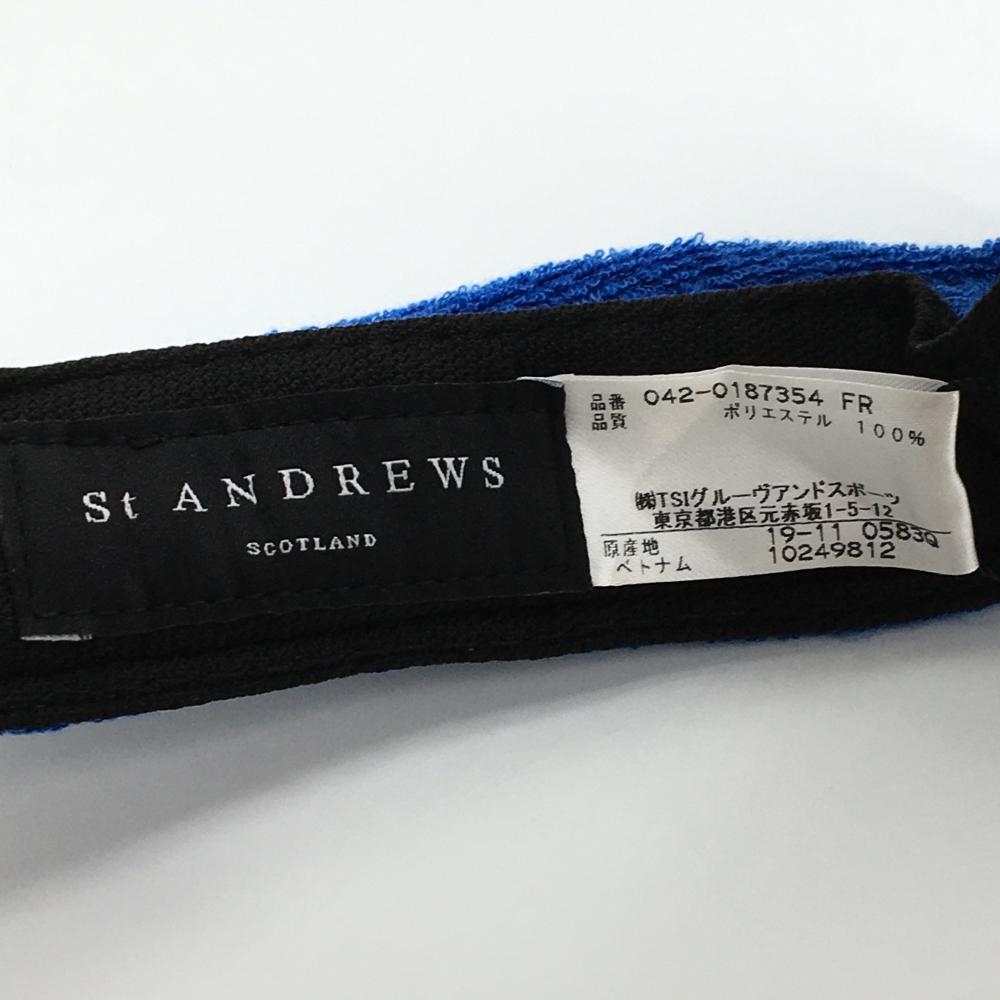 St ANDREWS
SCOTLAND
品番 042-0187354 FR
品質 ポリエステル 100%
㈱TSIグルーヴアンドスポーツ
東京都港区元赤坂1-5-12
19-11 0583Q
原産地 10249812
ベトナム